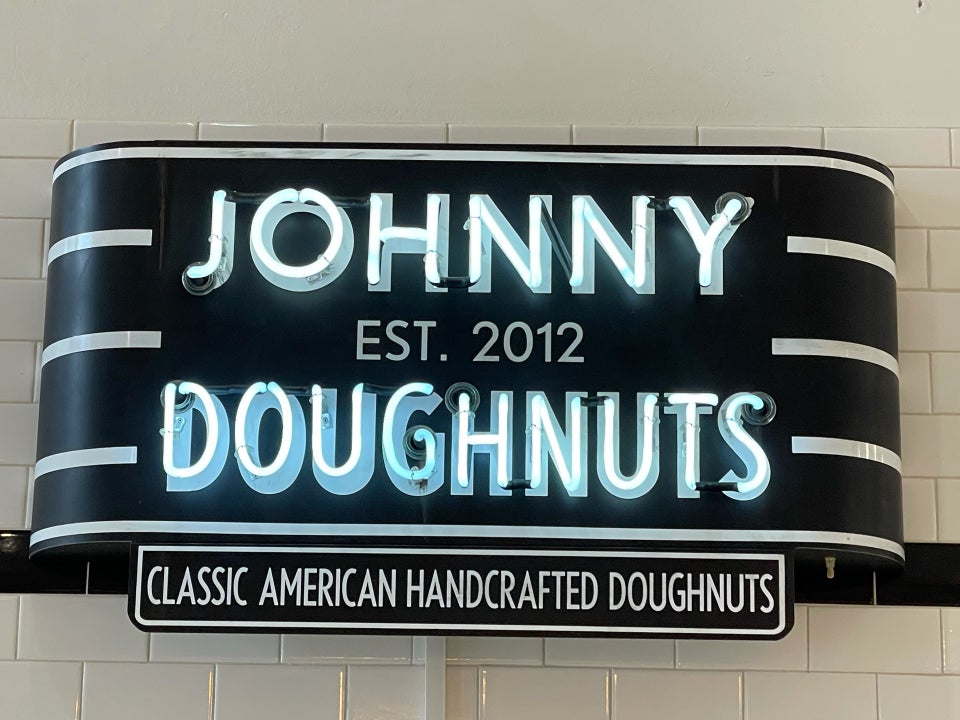 JOHNNY
EST. 2012
DOUGHNUTS
CLASSIC AMERICAN HANDCRAFTED DOUGHNUTS